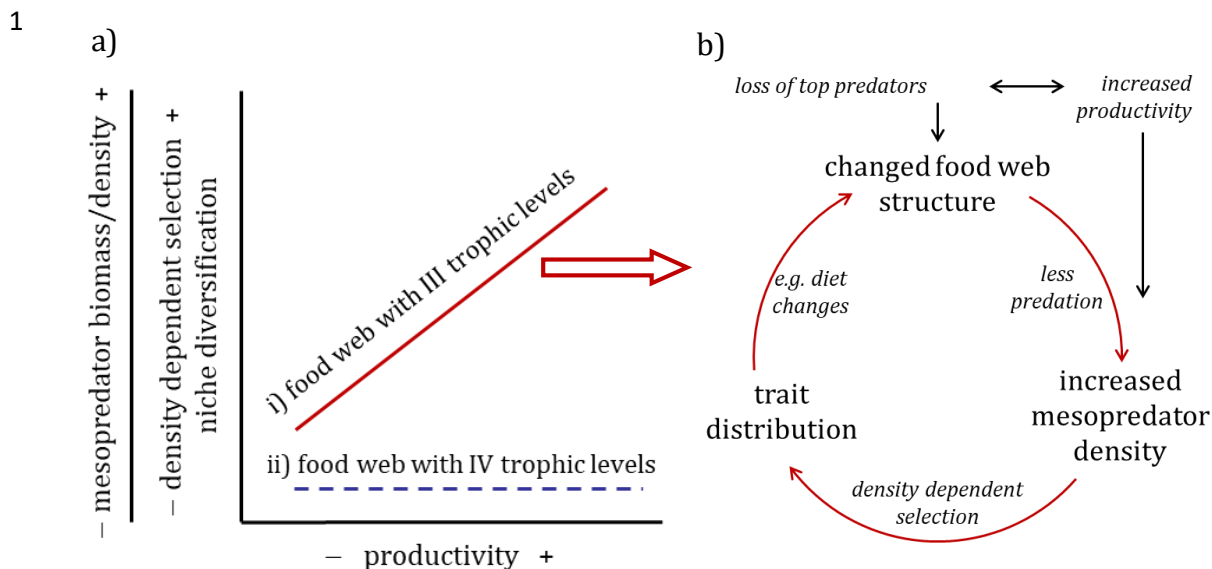 1
a)
– mesopredator biomass/density +
– density dependent selection +
niche diversification
i) food web with III trophic levels
ii) food web with IV trophic levels
– productivity +
b)
loss of top predators
increased
productivity
changed food web
structure
less
predation
increased
mesopredator
density
density dependent
selection
trait
distribution
e.g. diet
changes